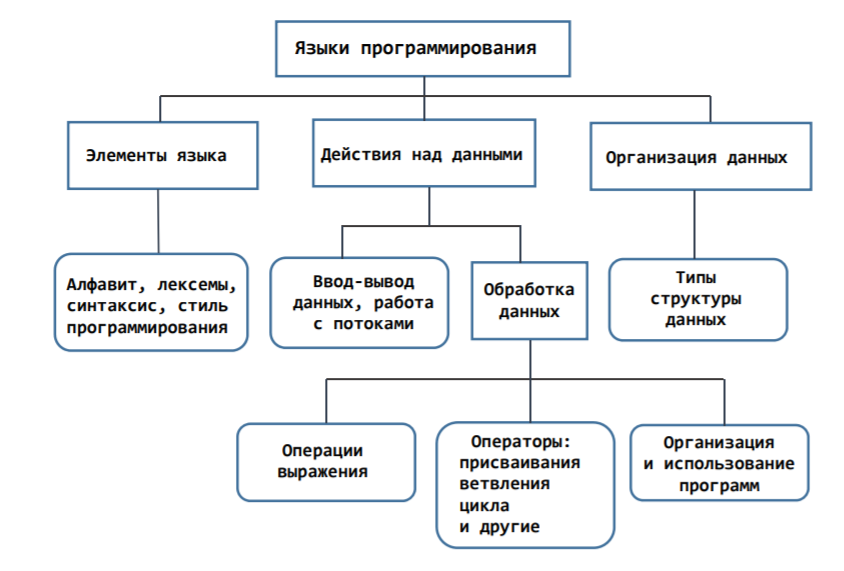 Языки программирования
Элементы языка
Действия над данными
Организация данных
Алфавит, лексемы,
синтаксис, стиль
программирования
Ввод-вывод
данных, работа
с потоками
Обработка
данных
Типы
структуры
данных
Операции
выражения
Операторы:
присваивания
ветвления
цикла
и другие
Организация
и использование
программ